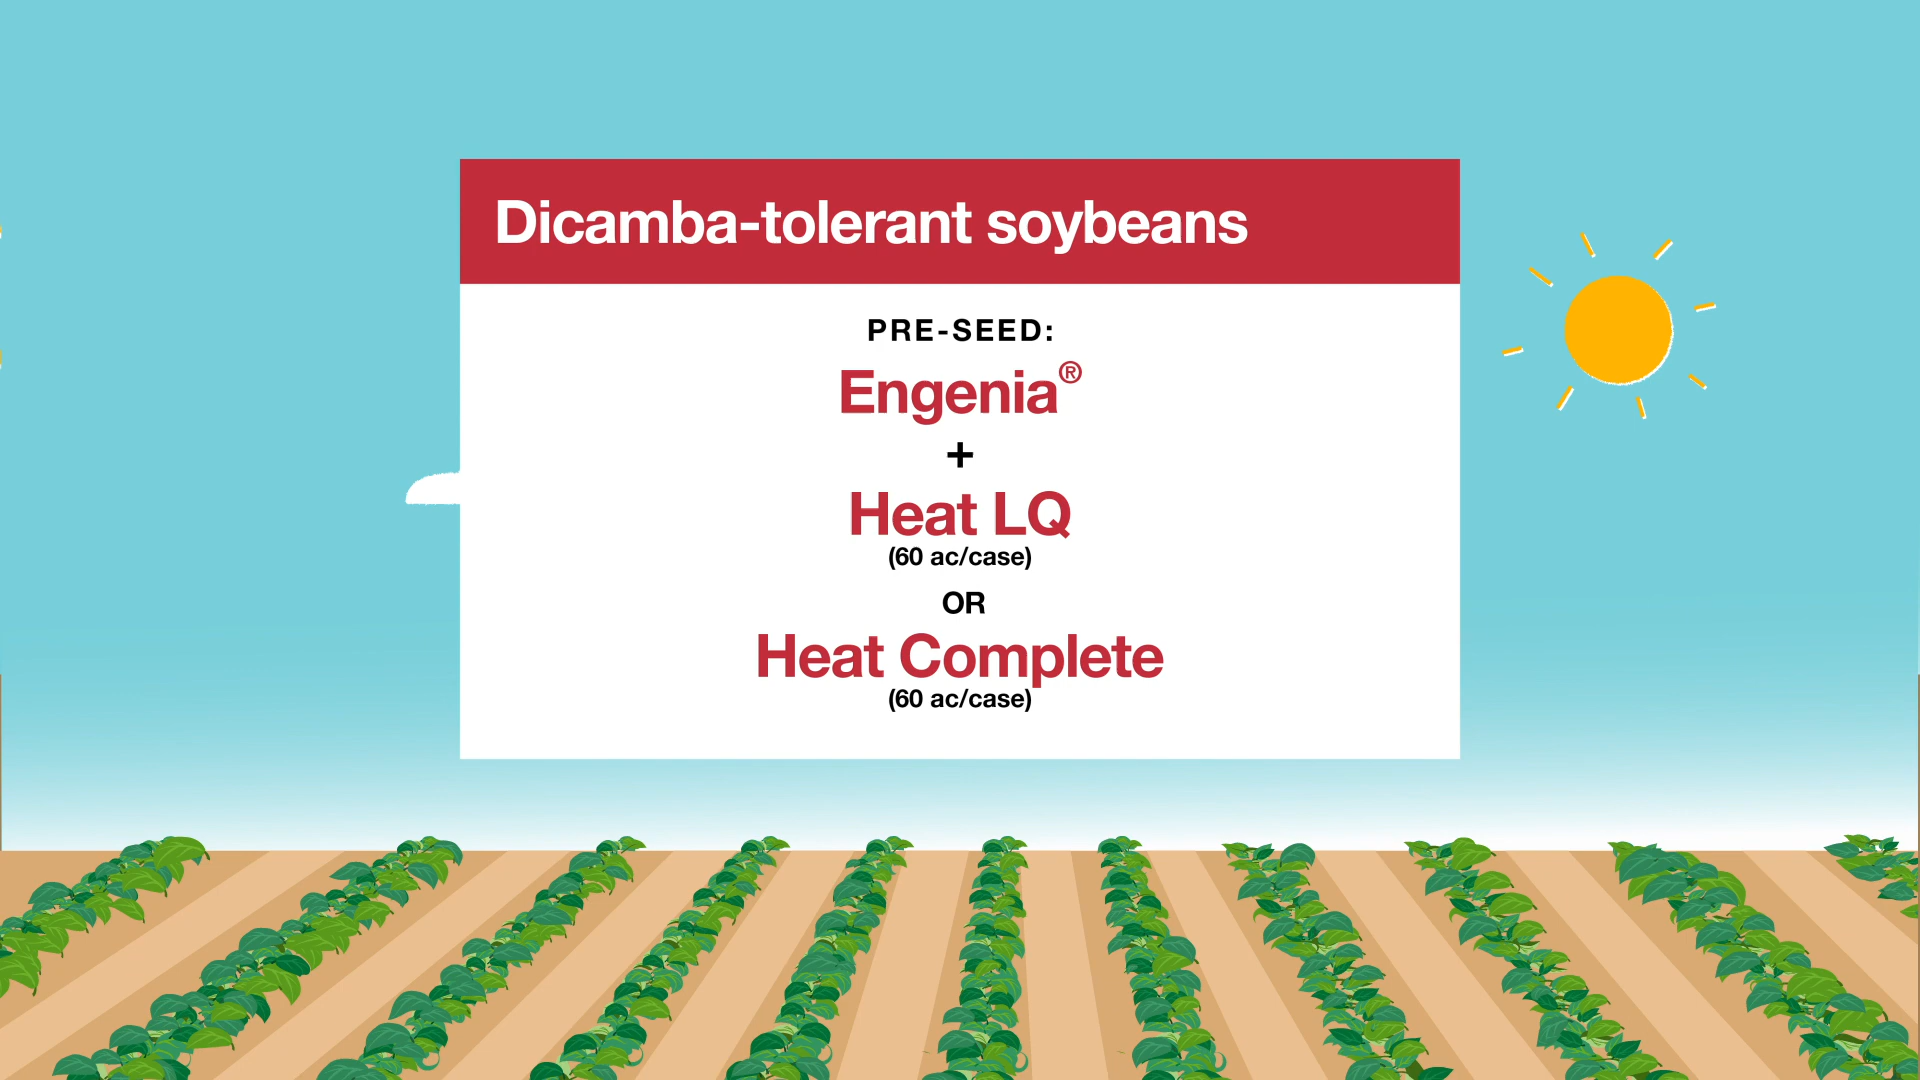 Dicamba-tolerant soybeans
PRE-SEED:
Engenia®
+
Heat LQ
(60 ac/case)
OR
Heat Complete
(60 ac/case)